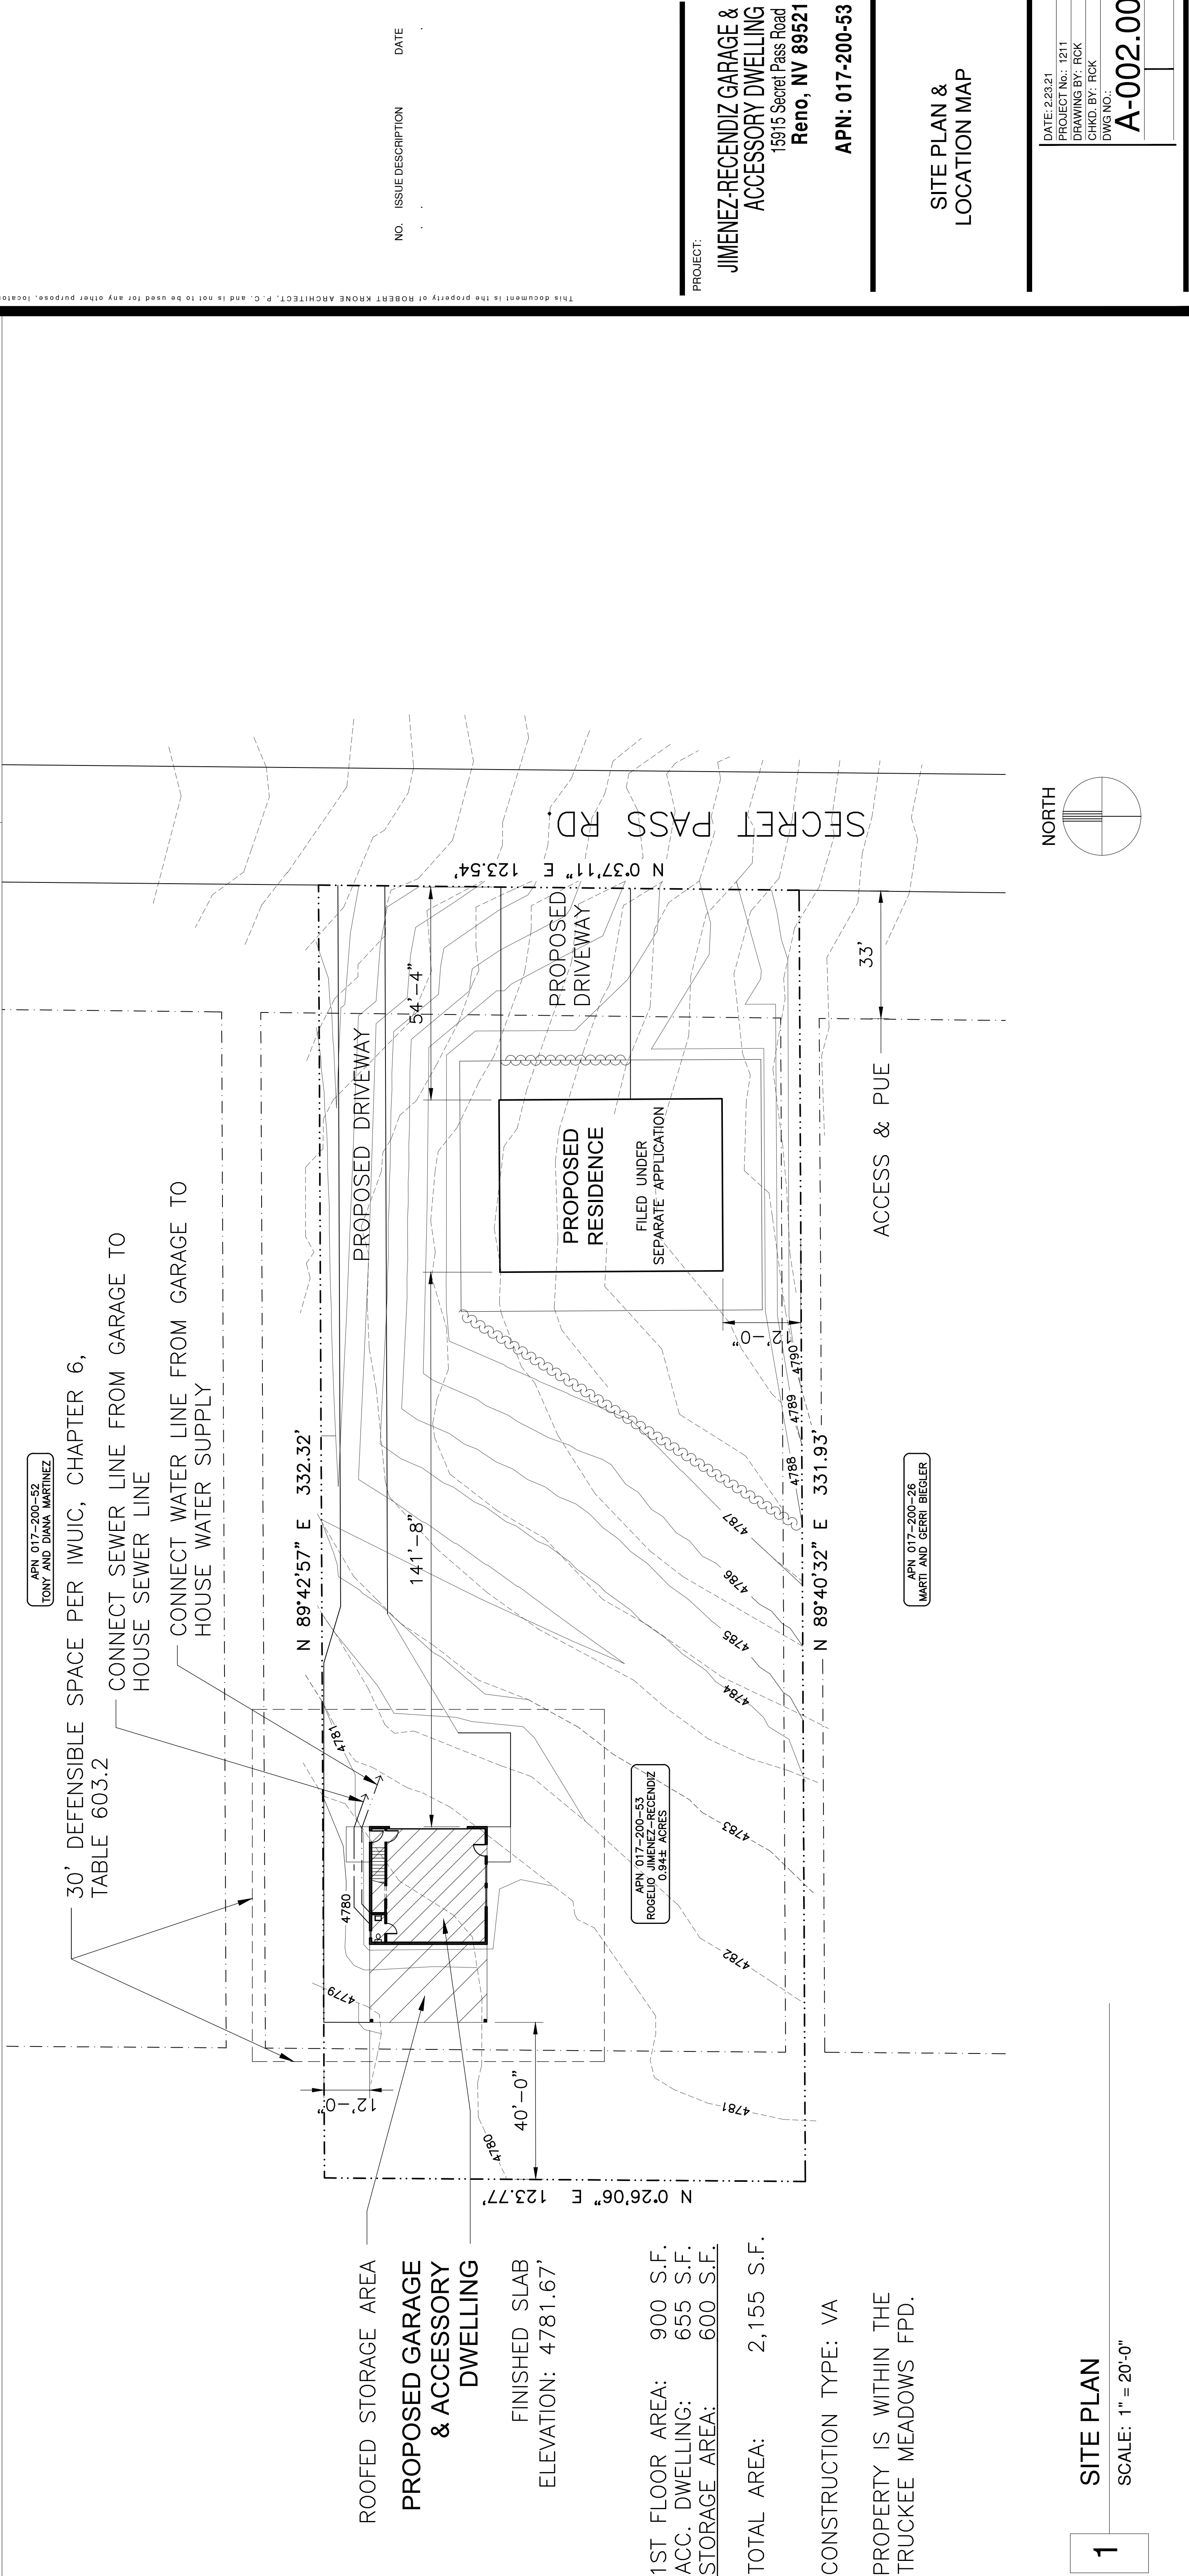 30' DEFENSIBLE SPACE PER IWUIC, CHAPTER 6,
TABLE 603.2
CONNECT SEWER LINE FROM GARAGE TO
HOUSE SEWER LINE
CONNECT WATER LINE FROM GARAGE TO
HOUSE WATER SUPPLY
APN 017-200-52
TONY AND DIANA MARTINEZ
N 89°42'57" E 332.32'
ROOFED STORAGE AREA
PROPOSED GARAGE
& ACCESSORY
DWELLING
FINISHED SLAB
ELEVATION: 4781.67'
1ST FLOOR AREA: 900 S.F.
ACC. DWELLING: 655 S.F.
STORAGE AREA: 600 S.F.
TOTAL AREA: 2,155 S.F.
CONSTRUCTION TYPE: VA
PROPERTY IS WITHIN THE
TRUCKEE MEADOWS FPD.
N 0°26'06" E 123.77'
12'-0"
40'-0"
4779
4780
4780
4781
4781
4782
4783
4784
4785
4786
4787
4788
4789
4790
141'-8"
54'-4"
12'-0"
PROPOSED DRIVEWAY
PROPOSED
DRIVEWAY
PROPOSED
RESIDENCE
FILED UNDER
SEPARATE APPLICATION
APN 017-200-53
ROGELIO JIMENEZ-RECENDIZ
0.94± ACRES
N 0°37'11" E 123.54'
SECRET PASS RD.
N 89°40'32" E 331.93'
33'
ACCESS & PUE
APN 017-200-26
MARTI AND GERRI BIEGLER
NORTH
1
SITE PLAN
SCALE: 1" = 20'-0"
This document is the property of ROBERT KRONE ARCHITECT, P.C. and is not to be used for any other purpose,
NO. ISSUE DESCRIPTION DATE
PROJECT:
JIMENEZ-RECENDIZ GARAGE &
ACCESSORY DWELLING
15915 Secret Pass Road
Reno, NV 89521
APN: 017-200-53
SITE PLAN &
LOCATION MAP
DATE: 2.23.21
PROJECT No.: 1211
DRAWING BY: RCK
CHKD. BY: RCK
DWG NO.:
A-002.00